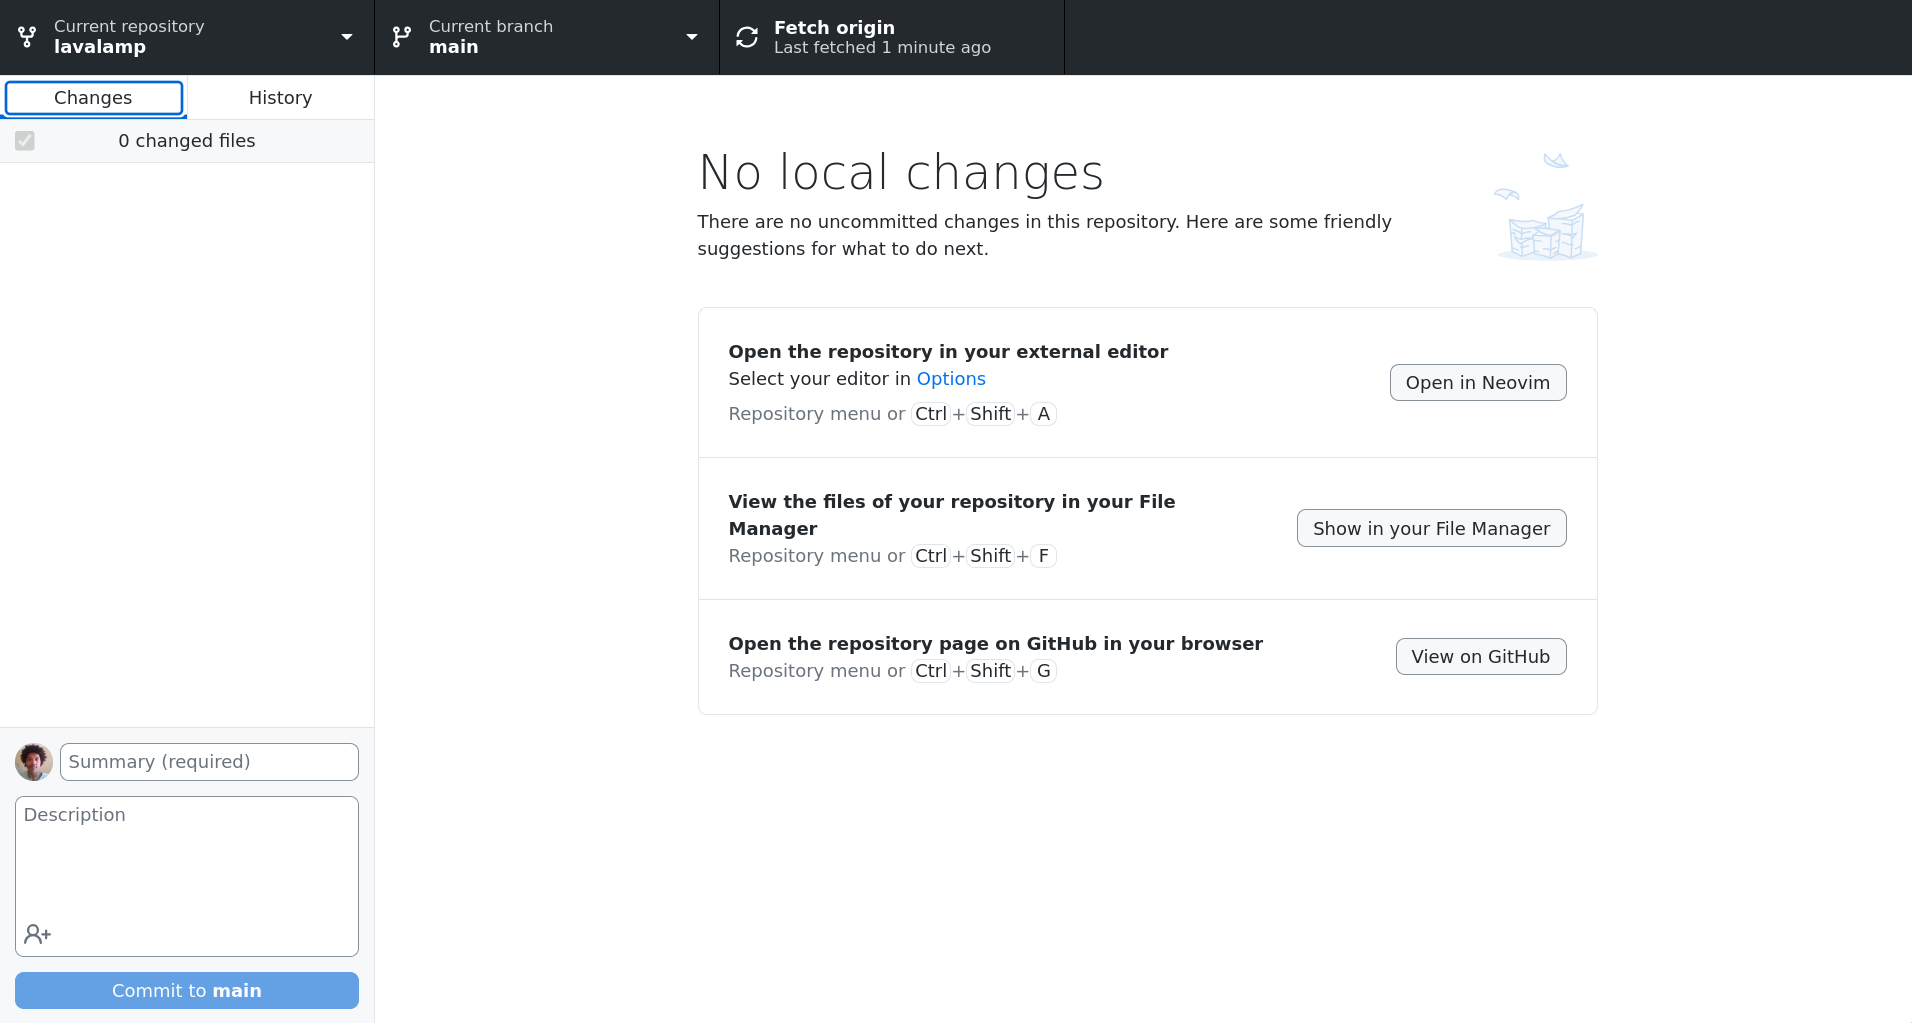 Current repository
lavalamp
Current branch
main
Fetch origin
Last fetched 1 minute ago
Changes
History
0 changed files
No local changes
There are no uncommitted changes in this repository. Here are some friendly
suggestions for what to do next.
Open the repository in your external editor
Select your editor in Options
Repository menu or Ctrl+Shift+A
Open in Neovim
View the files of your repository in your File
Manager
Repository menu or Ctrl+Shift+F
Show in your File Manager
Open the repository page on GitHub in your browser
Repository menu or Ctrl+Shift+G
View on GitHub
Summary (required)
Description
Commit to main